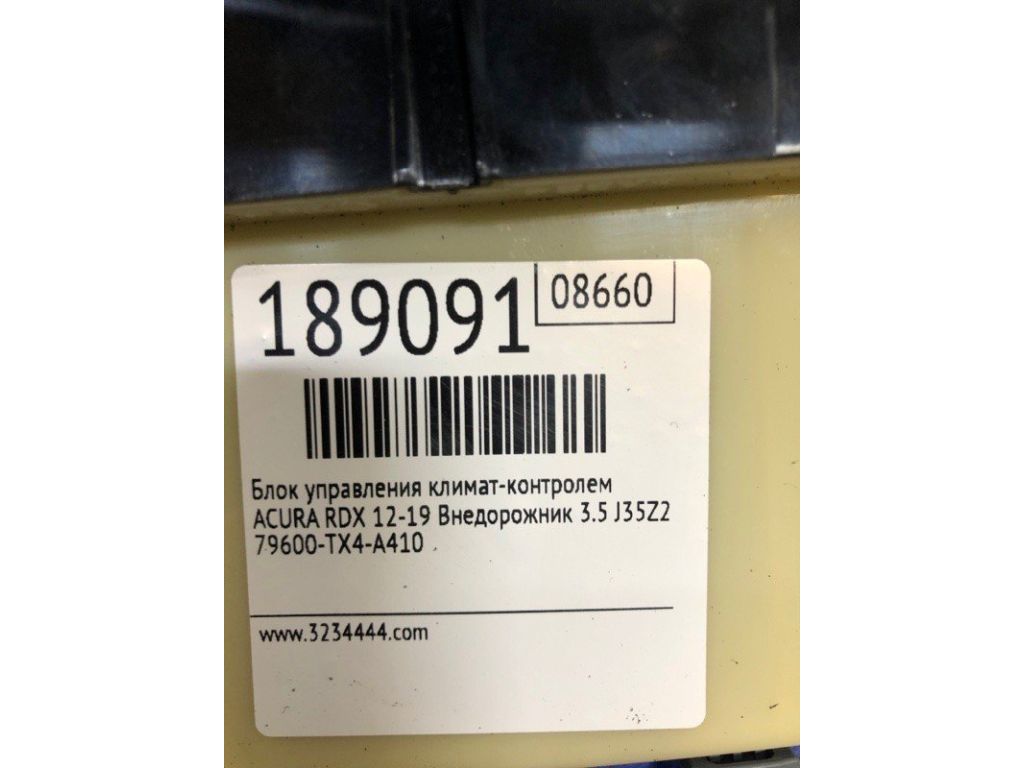 189091
08660
Блок управления климат-контролем
ACURA RDX 12-19 Внедорожник 3.5 J35Z2
79600-TX4-A410
www.3234444.com